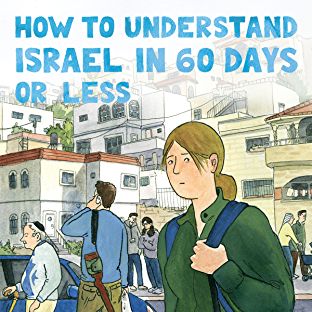 HOW TO UNDERSTAND
ISRAEL IN 60 DAYS
OR LESS